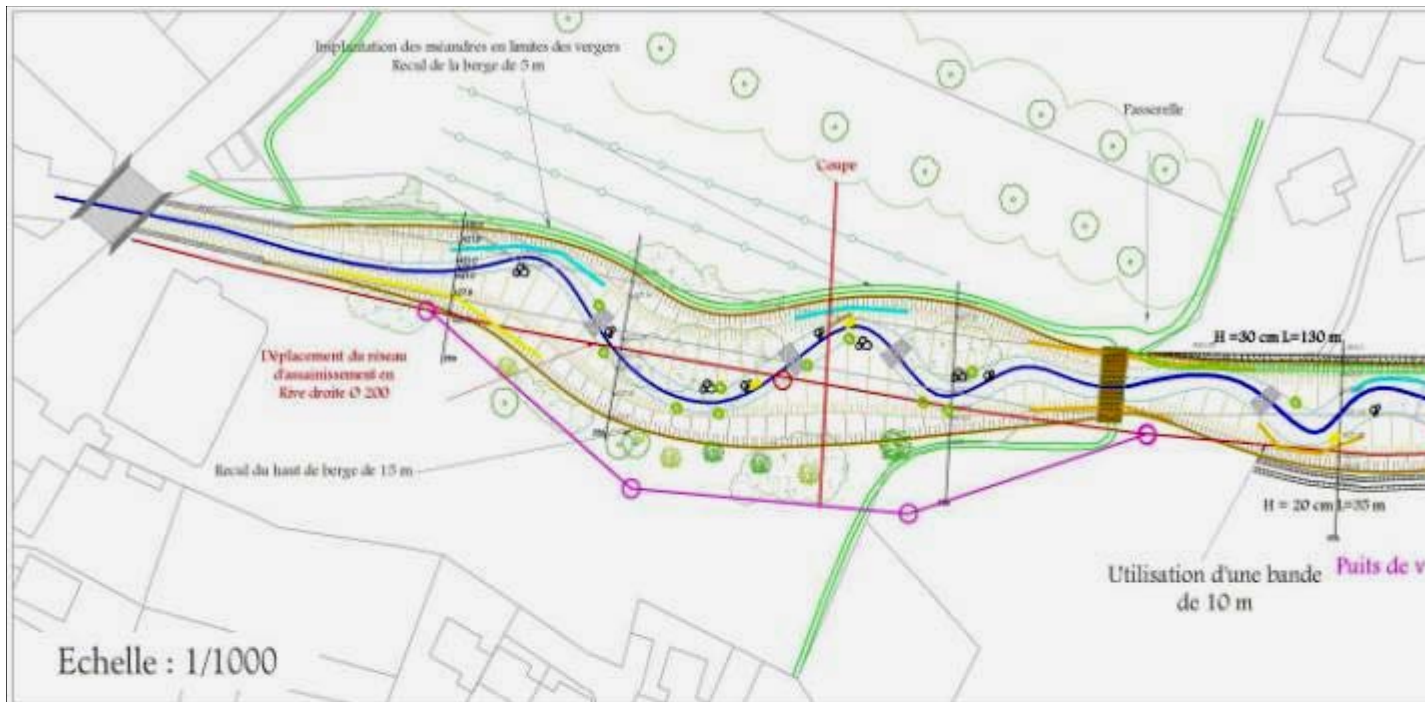 Implantation des méandres en limites des vergers
Recul de la berge de 5 m
Passerelle
Coupe
H =30 cm L=130 m
Déplacement du réseau
d'assainissement en
Rive droite Ø 200
Recul du haut de berge de 15 m
H = 20 cm L=35 m
Utilisation d'une bande
de 10 m
Puits de v
Echelle : 1/1000